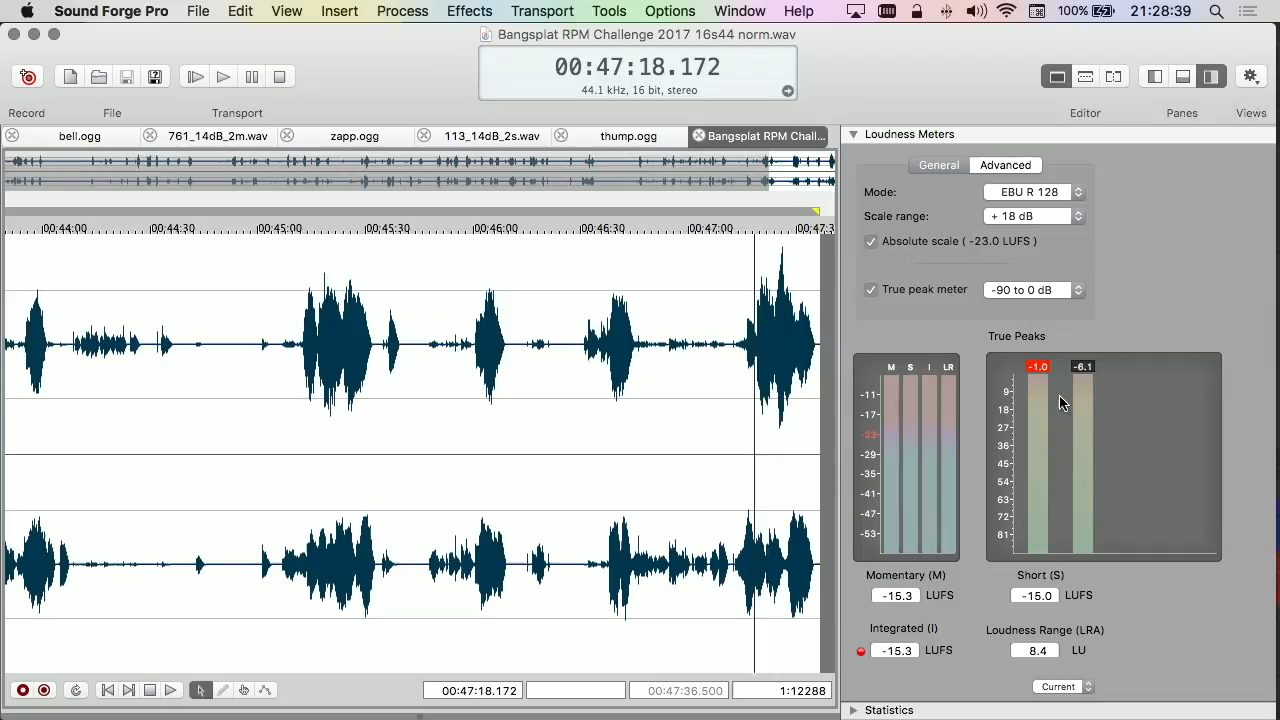 Sound Forge Pro File Edit View Insert Process Effects Transport Tools Options Window Help 100% 21:28:39
Bangsplat RPM Challenge 2017 16s44 norm.wav
00:47:18.172
44.1 kHz, 16 bit, stereo
Record File Transport Editor Panes Views
bell.ogg 761_14dB_2m.wav zapp.ogg 113_14dB_2s.wav thump.ogg Bangsplat RPM Chall...
00:44:00 00:44:30 00:45:00 00:45:30 00:46:00 00:46:30 00:47:00 00:47:3
00:47:18.172 00:47:36.500 1:12288
Loudness Meters
General Advanced
Mode: EBU R 128
Scale range: + 18 dB
Absolute scale ( -23.0 LUFS )
True peak meter -90 to 0 dB
True Peaks
M S I LR
-11
-17
-23
-29
-35
-41
-47
-53
-1.0 -6.1
9
18
27
36
45
54
63
72
81
Momentary (M) Short (S)
-15.3 LUFS -15.0 LUFS
Integrated (I) Loudness Range (LRA)
-15.3 LUFS 8.4 LU
Current
Statistics